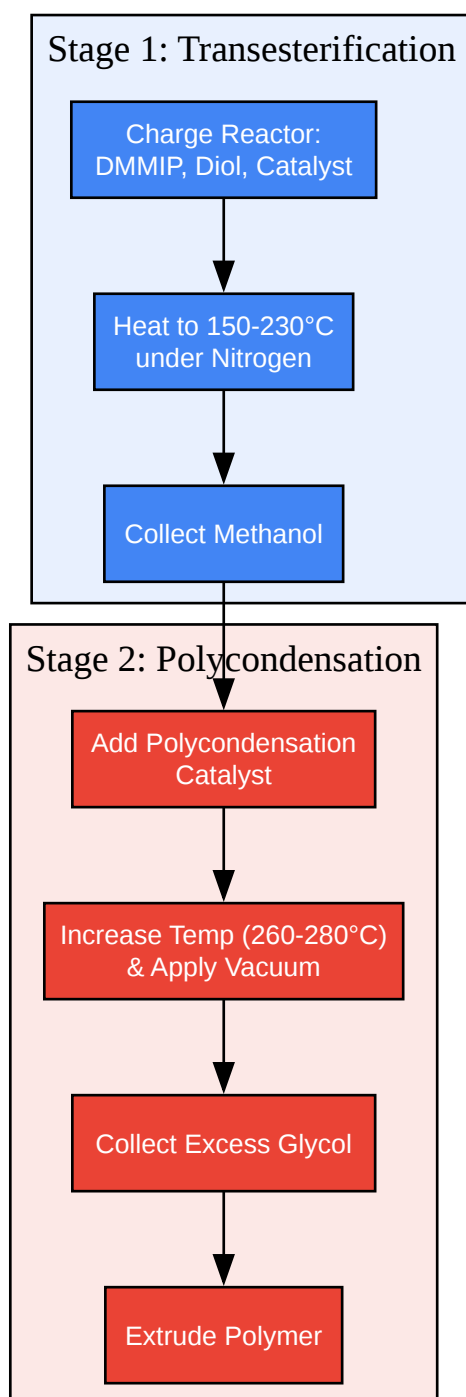 Stage 1: Transesterification
Charge Reactor:
DMMIP, Diol, Catalyst
Heat to 150-230°C
under Nitrogen
Collect Methanol
Stage 2: Polycondensation
Add Polycondensation
Catalyst
Increase Temp (260-280°C)
& Apply Vacuum
Collect Excess Glycol
Extrude Polymer